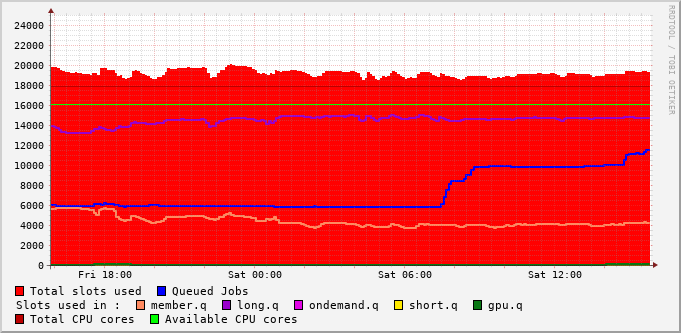 RRDTOOL / TOBI OETIKER
24000
22000
20000
18000
16000
14000
12000
10000
8000
6000
4000
2000
0
Fri 18:00 Sat 00:00 Sat 06:00 Sat 12:00
Total slots used Queued Jobs
Slots used in : member.q long.q ondemand.q short.q gpu.q
Total CPU cores Available CPU cores